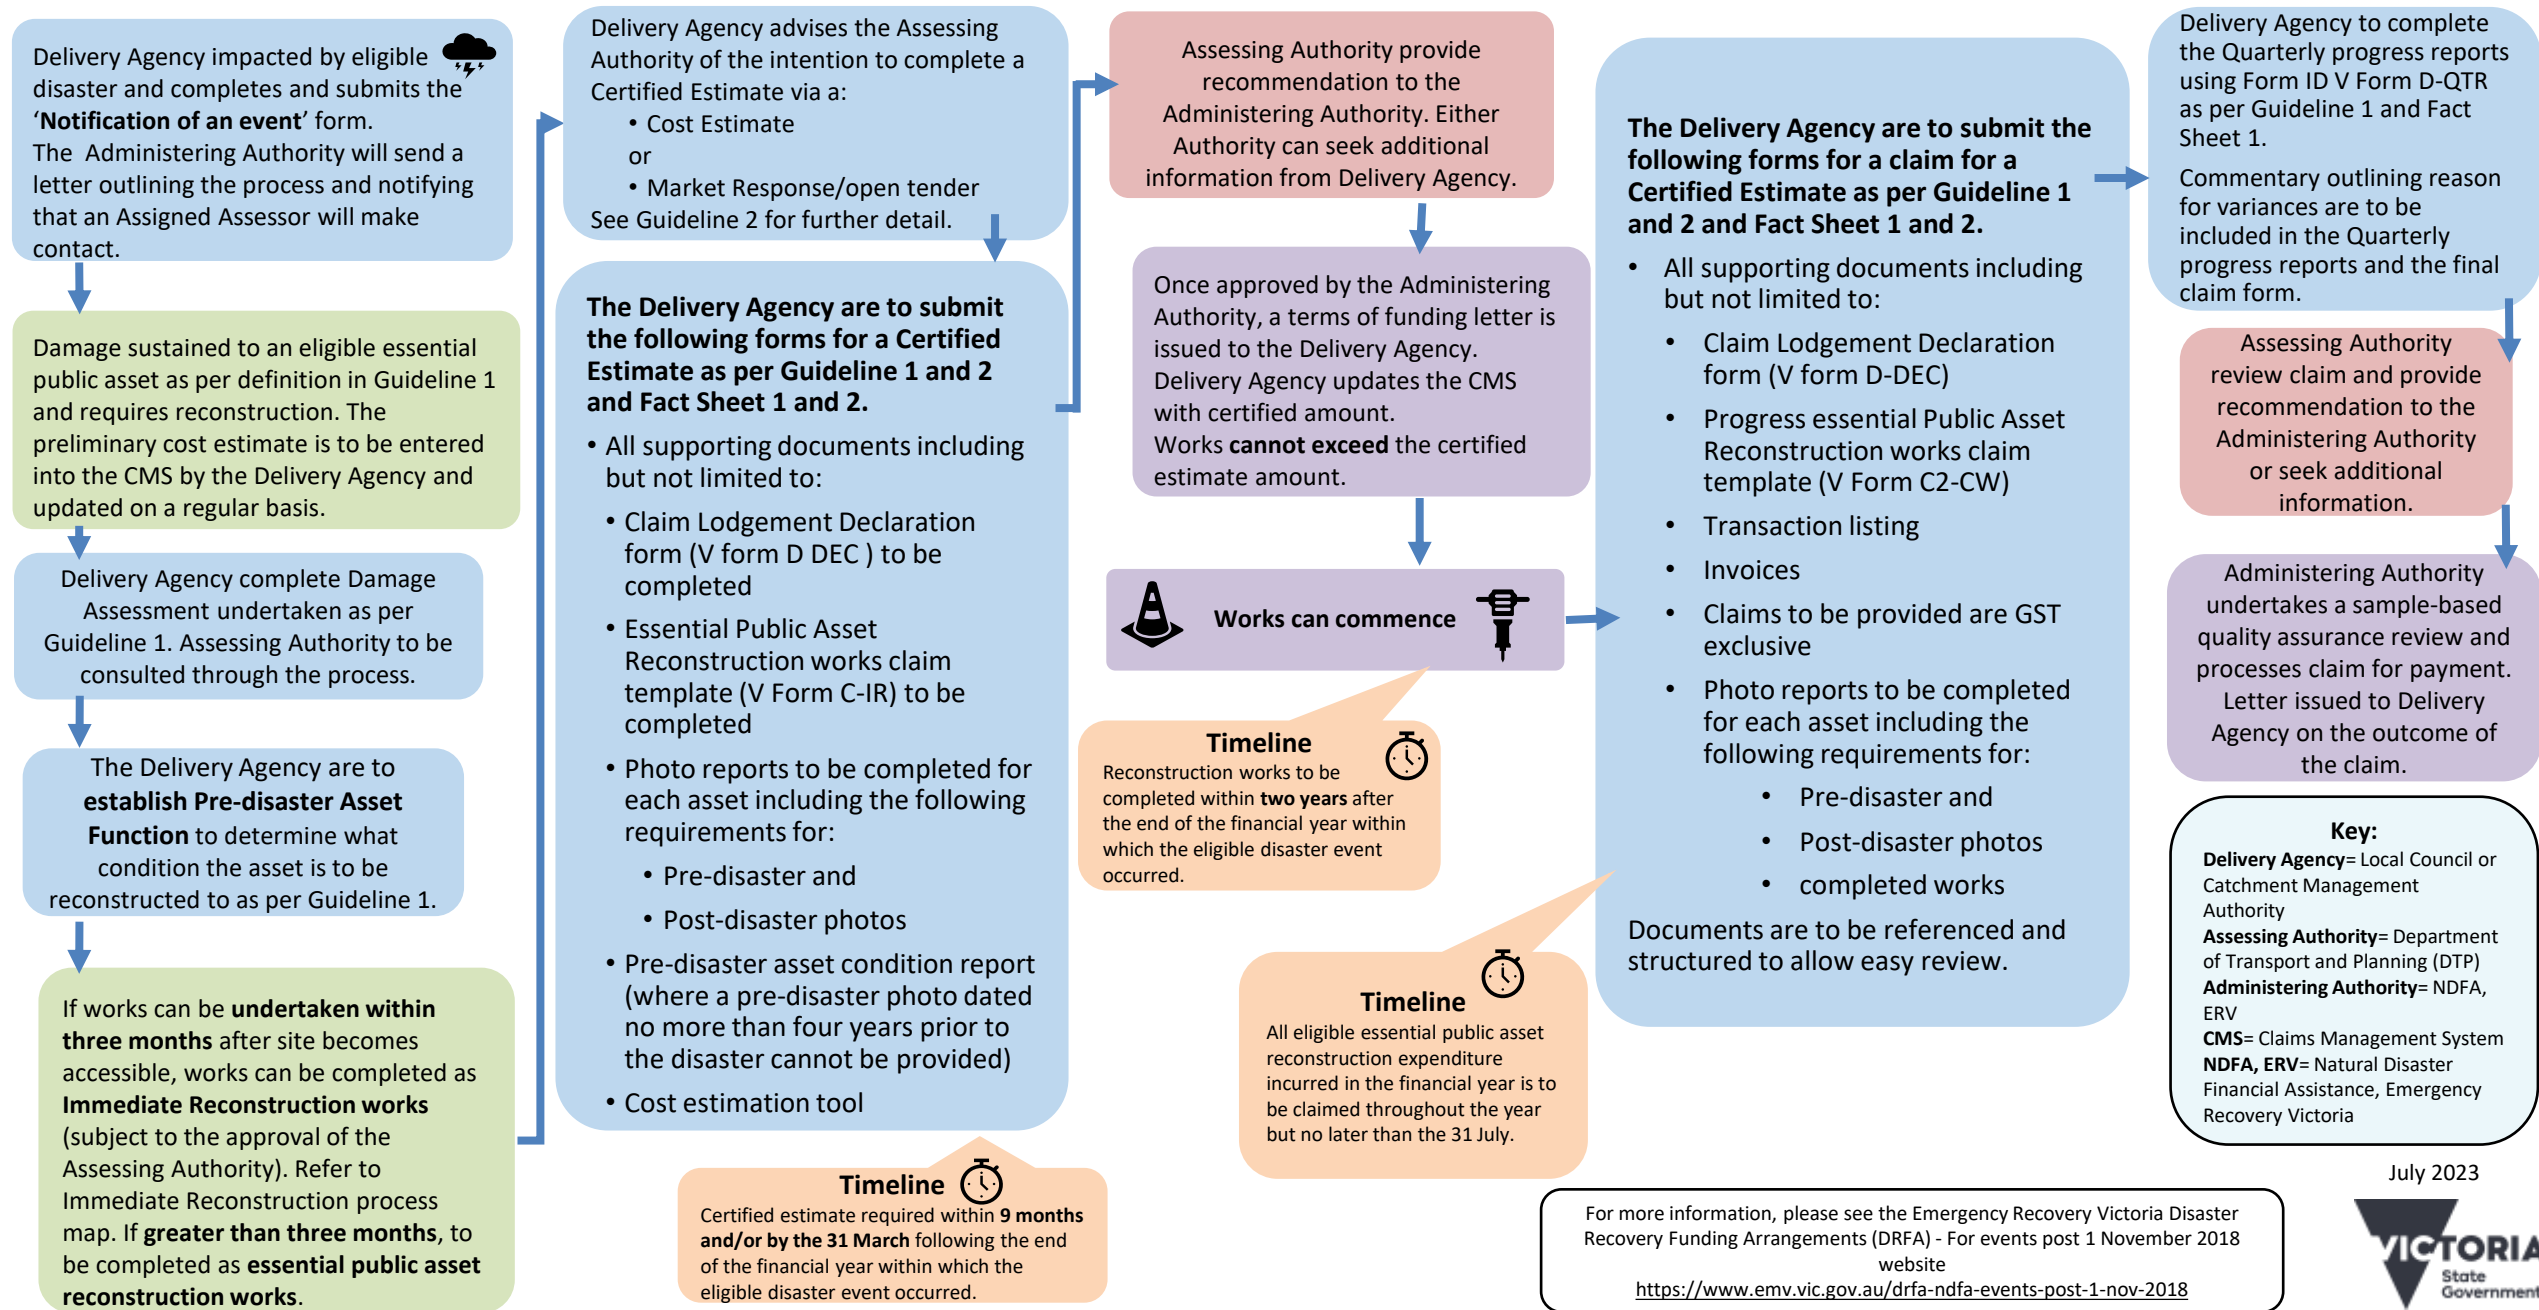 Delivery Agency impacted by eligible
disaster and completes and submits the
‘Notification of an event’ form.
The Administering Authority will send a
letter outlining the process and notifying
that an Assigned Assessor will make
contact.
Damage sustained to an eligible essential
public asset as per definition in Guideline 1
and requires reconstruction. The
preliminary cost estimate is to be entered
into the CMS by the Delivery Agency and
updated on a regular basis.
Delivery Agency complete Damage
Assessment undertaken as per
Guideline 1. Assessing Authority to be
consulted through the process.
The Delivery Agency are to
establish Pre-disaster Asset
Function to determine what
condition the asset is to be
reconstructed to as per Guideline 1.
If works can be undertaken within
three months after site becomes
accessible, works can be completed as
Immediate Reconstruction works
(subject to the approval of the
Assessing Authority). Refer to
Immediate Reconstruction process
map. If greater than three months, to
be completed as essential public asset
reconstruction works.
Delivery Agency advises the Assessing
Authority of the intention to complete a
Certified Estimate via a:
• Cost Estimate
or
• Market Response/open tender
See Guideline 2 for further detail.
The Delivery Agency are to submit
the following forms for a Certified
Estimate as per Guideline 1 and 2
and Fact Sheet 1 and 2.
• All supporting documents including
but not limited to:
• Claim Lodgement Declaration
form (V form D DEC ) to be
completed
• Essential Public Asset
Reconstruction works claim
template (V Form C-IR) to be
completed
• Photo reports to be completed for
each asset including the following
requirements for:
• Pre-disaster and
• Post-disaster photos
• Pre-disaster asset condition report
(where a pre-disaster photo dated
no more than four years prior to
the disaster cannot be provided)
• Cost estimation tool
Timeline
Certified estimate required within 9 months
and/or by the 31 March following the end
of the financial year within which the
eligible disaster event occurred.
Assessing Authority provide
recommendation to the
Administering Authority. Either
Authority can seek additional
information from Delivery Agency.
Once approved by the Administering
Authority, a terms of funding letter is
issued to the Delivery Agency.
Delivery Agency updates the CMS
with certified amount.
Works cannot exceed the certified
estimate amount.
Works can commence
Timeline
Reconstruction works to be
completed within two years after
the end of the financial year within
which the eligible disaster event
occurred.
The Delivery Agency are to submit the
following forms for a claim for a
Certified Estimate as per Guideline 1
and 2 and Fact Sheet 1 and 2.
• All supporting documents including
but not limited to:
• Claim Lodgement Declaration
form (V form D-DEC)
• Progress essential Public Asset
Reconstruction works claim
template (V Form C2-CW)
• Transaction listing
• Invoices
• Claims to be provided are GST
exclusive
• Photo reports to be completed
for each asset including the
following requirements for:
• Pre-disaster and
• Post-disaster photos
• completed works
Documents are to be referenced and
structured to allow easy review.
Timeline
All eligible essential public asset
reconstruction expenditure
incurred in the financial year is to
be claimed throughout the year
but no later than the 31 July.
Delivery Agency to complete
the Quarterly progress reports
using Form ID V Form D-QTR
as per Guideline 1 and Fact
Sheet 1.
Commentary outlining reason
for variances are to be
included in the Quarterly
progress reports and the final
claim form.
Assessing Authority
review claim and provide
recommendation to the
Administering Authority
or seek additional
information.
Administering Authority
undertakes a sample-based
quality assurance review and
processes claim for payment.
Letter issued to Delivery
Agency on the outcome of
the claim.
Key:
Delivery Agency= Local Council or
Catchment Management
Authority
Assessing Authority= Department
of Transport and Planning (DTP)
Administering Authority= NDFA,
ERV
CMS= Claims Management System
NDFA, ERV= Natural Disaster
Financial Assistance, Emergency
Recovery Victoria
July 2023
For more information, please see the Emergency Recovery Victoria Disaster
Recovery Funding Arrangements (DRFA) - For events post 1 November 2018
website
https://www.emv.vic.gov.au/drfa-ndfa-events-post-1-nov-2018
VICTORIA
State
Government